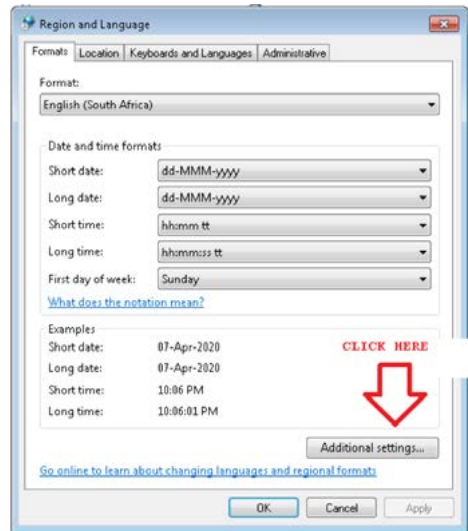 Region and Language
Formats Location Keyboards and Languages Administrative
Format:
English (South Africa)
Date and time formats
Short date: dd-MMM-yyyy
Long date: dd-MMM-yyyy
Short time: hh:mm tt
Long time: hh:mm:ss tt
First day of week: Sunday
What does the notation mean?
Examples
Short date: 07-Apr-2020 CLICK HERE
Long date: 07-Apr-2020
Short time: 10:06 PM
Long time: 10:06:01 PM
Additional settings...
Go online to learn about changing languages and regional formats
OK Cancel Apply